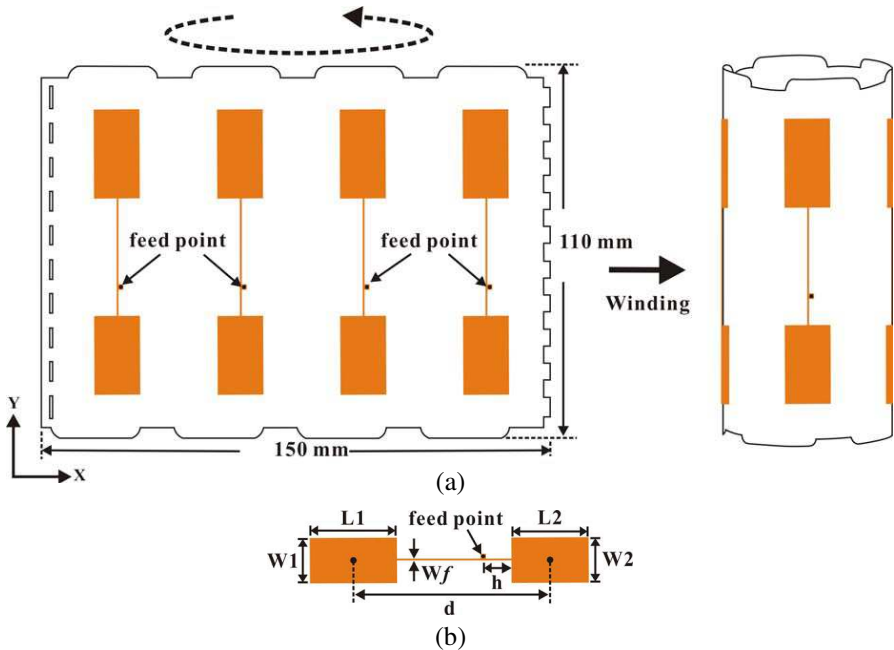 feed point
feed point
110 mm
Winding
Y
X
150 mm
(a)
L1
feed point
L2
W1
Wf
h
W2
d
(b)